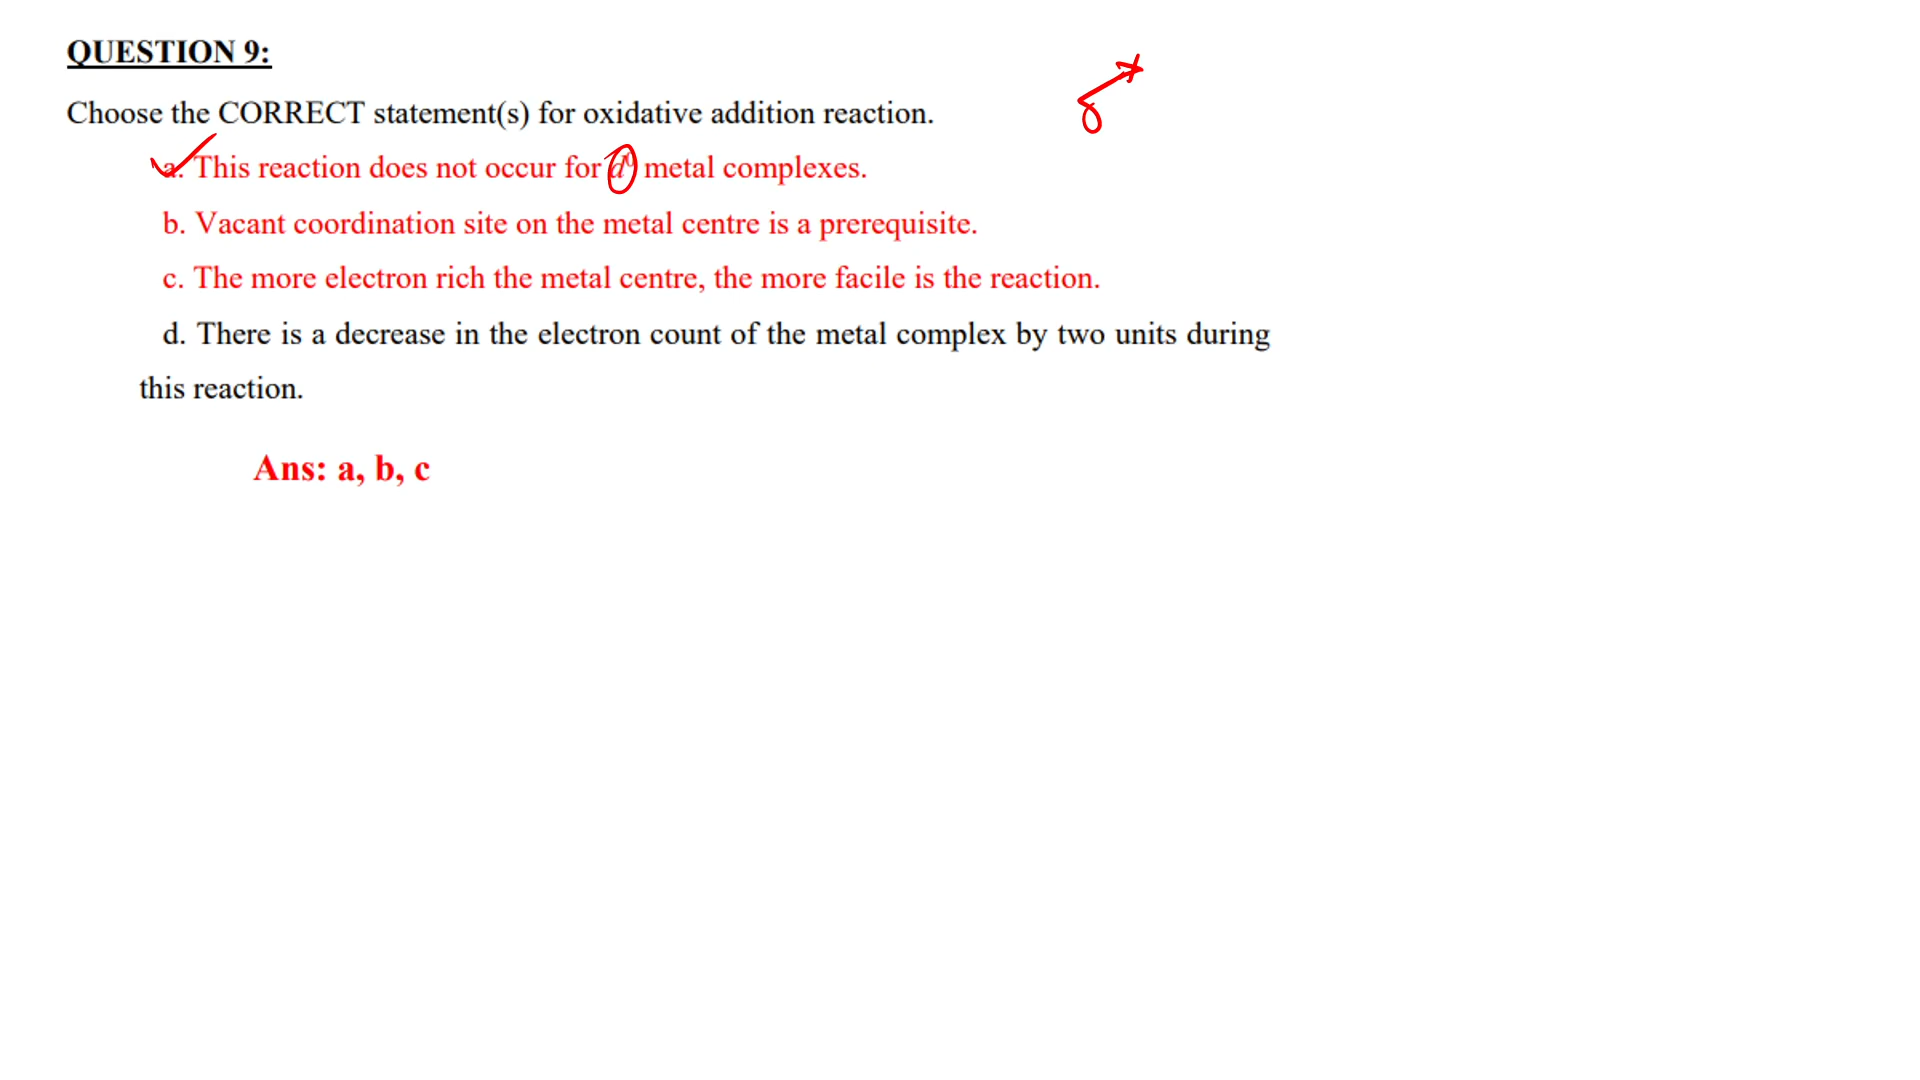 QUESTION 9:
Choose the CORRECT statement(s) for oxidative addition reaction.
a. This reaction does not occur for d⁰ metal complexes.
b. Vacant coordination site on the metal centre is a prerequisite.
c. The more electron rich the metal centre, the more facile is the reaction.
d. There is a decrease in the electron count of the metal complex by two units during
this reaction.
Ans: a, b, c